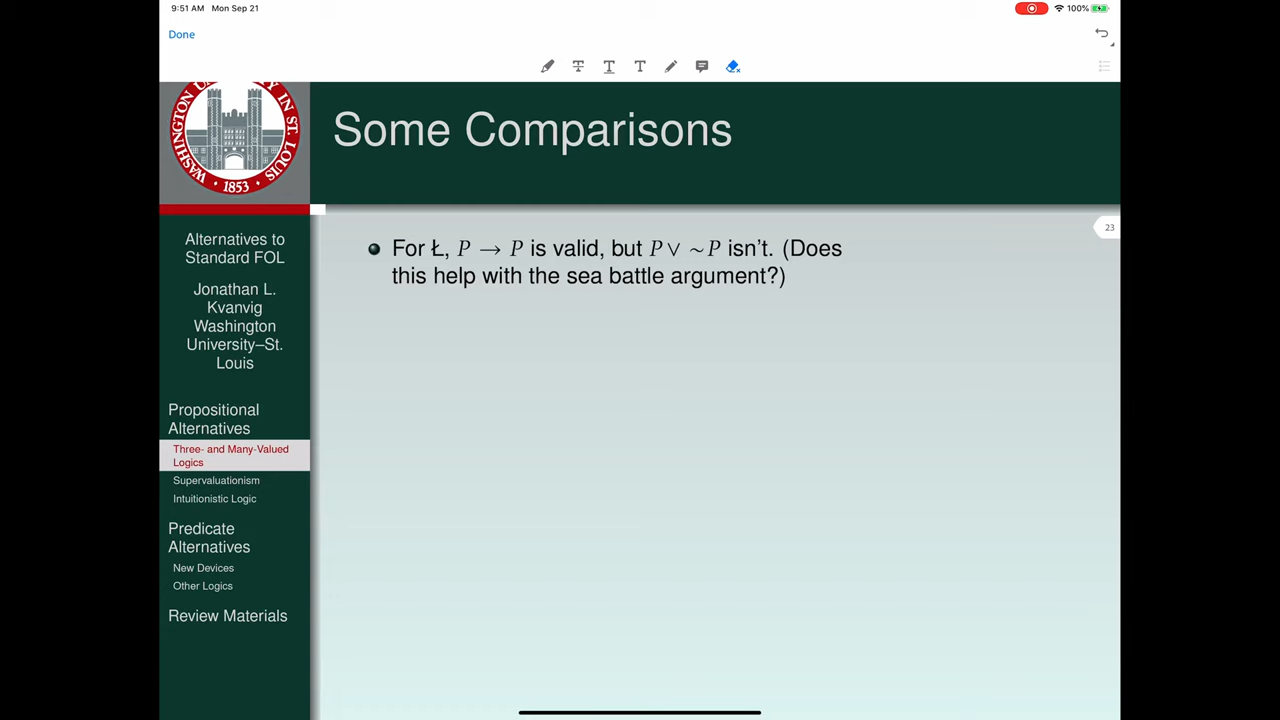 9:51 AM Mon Sep 21
100%
Done
WASHINGTON UNIVERSITY IN ST. LOUIS
1853
Some Comparisons
23
Alternatives to
Standard FOL
Jonathan L.
Kvanvig
Washington
University–St.
Louis
Propositional
Alternatives
Three- and Many-Valued
Logics
Supervaluationism
Intuitionistic Logic
Predicate
Alternatives
New Devices
Other Logics
Review Materials
For Ł, P → P is valid, but P ∨ ∼P isn't. (Does
this help with the sea battle argument?)